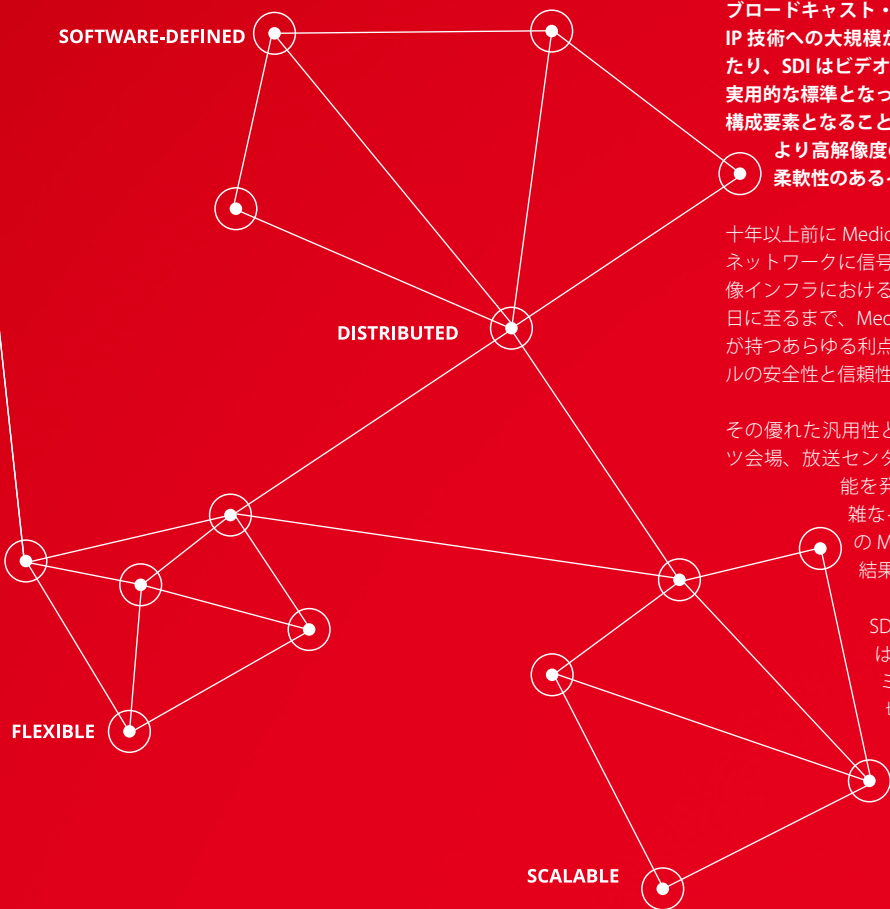 SOFTWARE-DEFINED
DISTRIBUTED
FLEXIBLE
SCALABLE
ブロードキャスト・
IP 技術への大規模
たり、SDI はビデオ
実用的な標準となっ
構成要素となること
より高解像度
柔軟性のある
十年以上前に Medio
ネットワークに信号
像インフラにおける
日に至るまで、Med
が持つあらゆる利点
ルの安全性と信頼性
その優れた汎用性と
ツ会場、放送センタ
能を発
雑な
の M
結果
SD
は